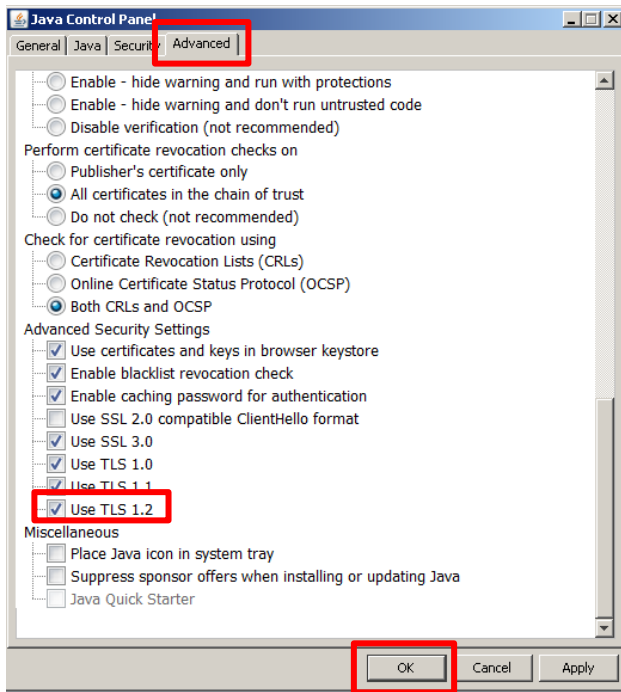 Java Control Panel
General Java Security Advanced
Enable - hide warning and run with protections
Enable - hide warning and don't run untrusted code
Disable verification (not recommended)
Perform certificate revocation checks on
Publisher's certificate only
All certificates in the chain of trust
Do not check (not recommended)
Check for certificate revocation using
Certificate Revocation Lists (CRLs)
Online Certificate Status Protocol (OCSP)
Both CRLs and OCSP
Advanced Security Settings
Use certificates and keys in browser keystore
Enable blacklist revocation check
Enable caching password for authentication
Use SSL 2.0 compatible ClientHello format
Use SSL 3.0
Use TLS 1.0
Use TLS 1.1
Use TLS 1.2
Miscellaneous
Place Java icon in system tray
Suppress sponsor offers when installing or updating Java
Java Quick Starter
OK Cancel Apply